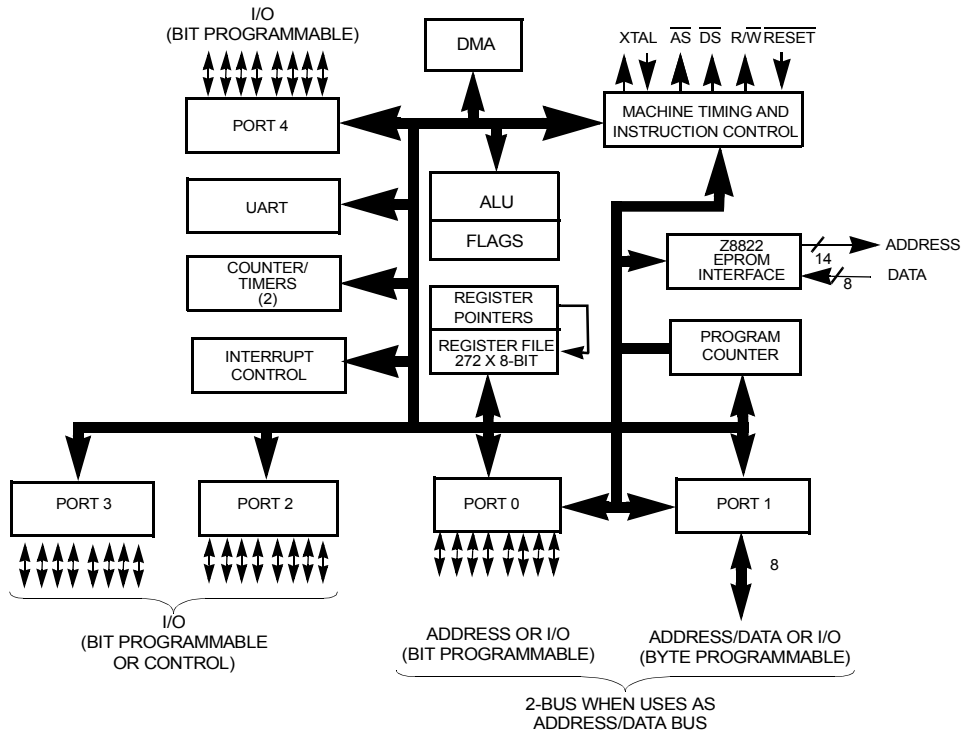 I/O
(BIT PROGRAMMABLE)
DMA
XTAL AS DS R/W RESET
PORT 4
MACHINE TIMING AND
INSTRUCTION CONTROL
UART
ALU
FLAGS
Z8822
EPROM
INTERFACE
ADDRESS
14
DATA
8
COUNTER/
TIMERS
(2)
REGISTER
POINTERS
REGISTER FILE
272 X 8-BIT
PROGRAM
COUNTER
INTERRUPT
CONTROL
PORT 3
PORT 2
PORT 0
PORT 1
8
I/O
(BIT PROGRAMMABLE
OR CONTROL)
ADDRESS OR I/O
(BIT PROGRAMMABLE)
ADDRESS/DATA OR I/O
(BYTE PROGRAMMABLE)
2-BUS WHEN USES AS
ADDRESS/DATA BUS